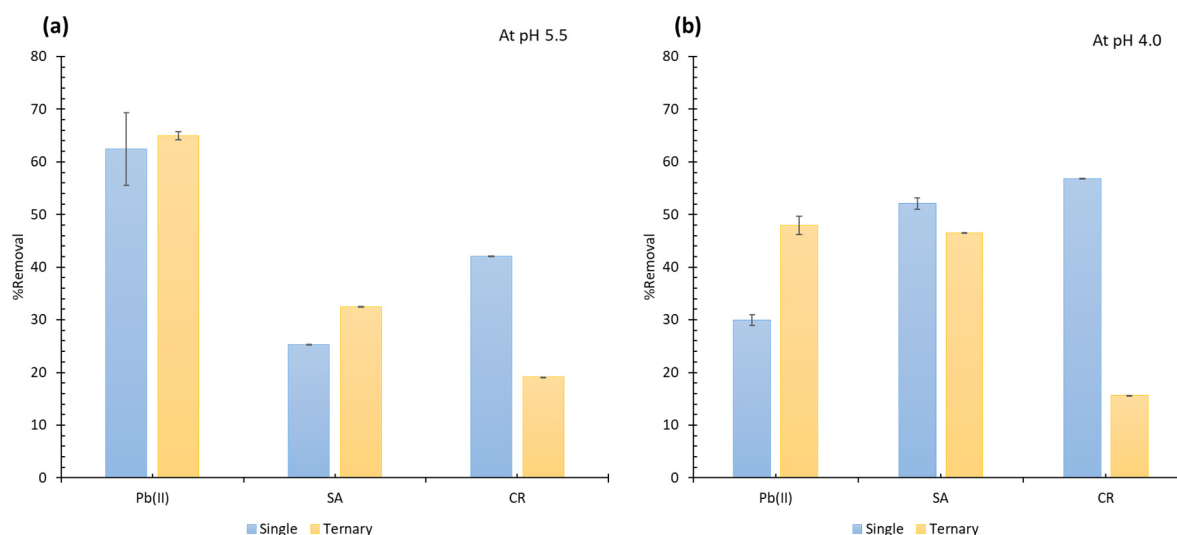 (a)
At pH 5.5
80
70
60
50
40
30
20
10
0
%Removal
Pb(II) SA CR
Single Ternary
(b)
At pH 4.0
80
70
60
50
40
30
20
10
0
%Removal
Pb(II) SA CR
Single Ternary